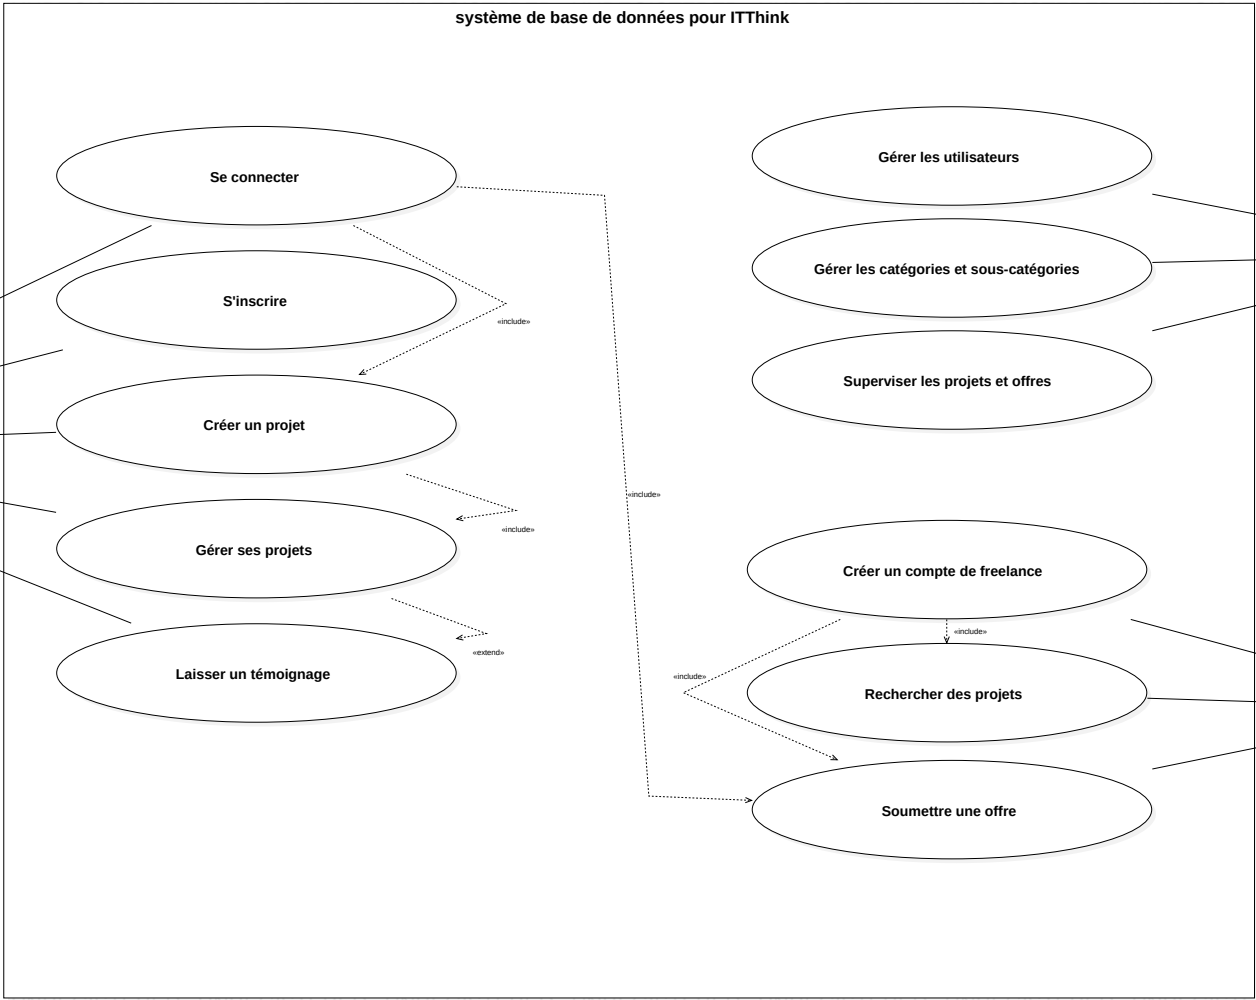 système de base de données pour ITThink
Se connecter
S'inscrire
«include»
Créer un projet
«include»
Gérer ses projets
«extend»
Laisser un témoignage
«include»
Gérer les utilisateurs
Gérer les catégories et sous-catégories
Superviser les projets et offres
Créer un compte de freelance
«include»
«include»
Rechercher des projets
Soumettre une offre